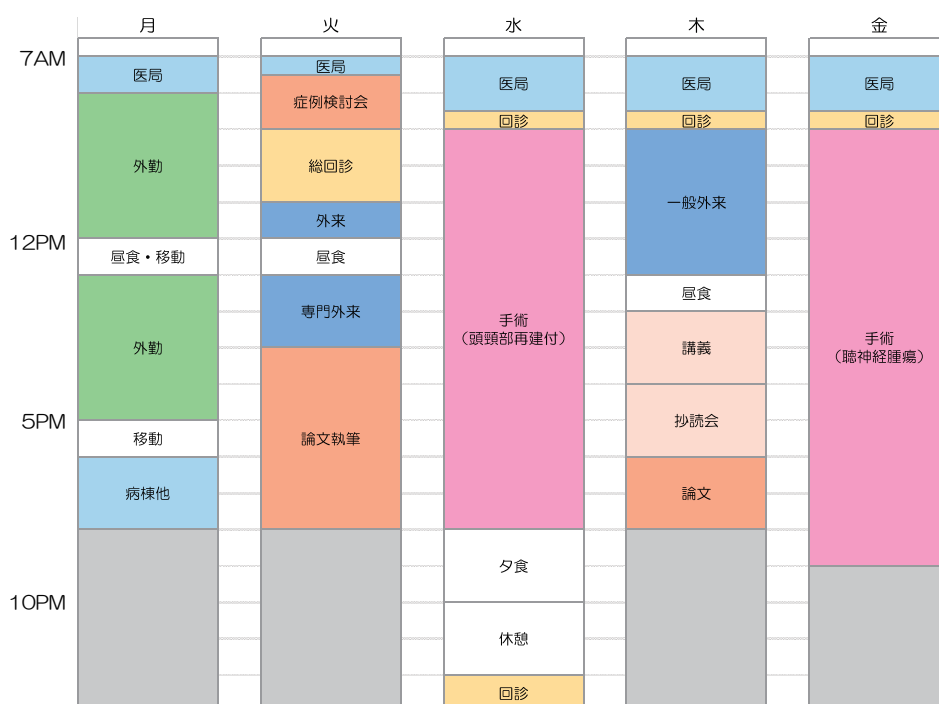 月 火 水 木 金
7AM
医局
外勤
12PM
昼食・移動
外勤
5PM
移動
病棟他
10PM
医局
症例検討会
総回診
外来
昼食
専門外来
論文執筆
医局
回診
手術
（頭頸部再建付）
夕食
休憩
回診
医局
回診
一般外来
昼食
講義
抄読会
論文
医局
回診
手術
（聴神経腫瘍）